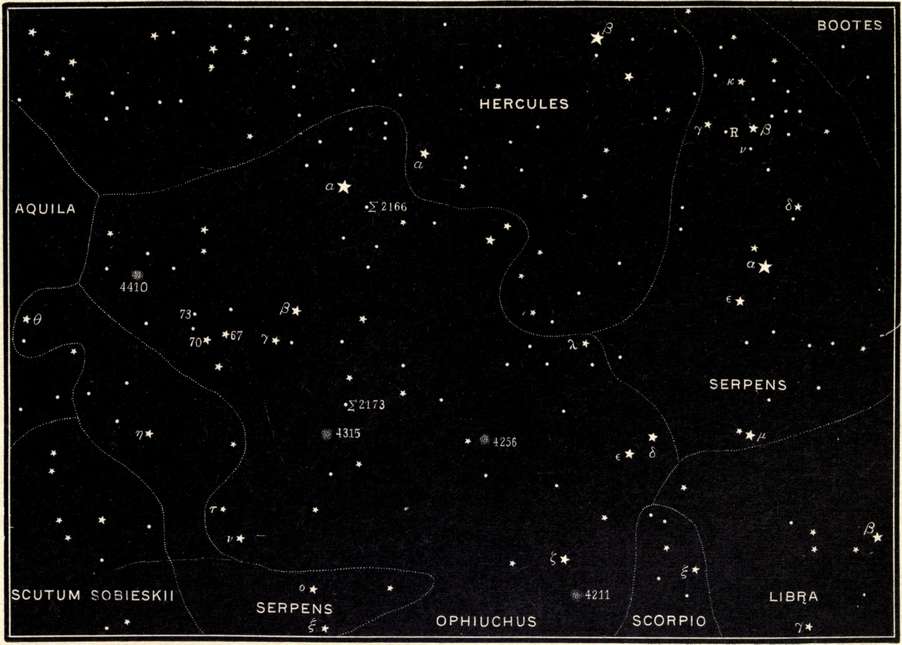 BOOTES
β
κ
HERCULES
γ
R
β
ν
α
α
Σ 2166
AQUILA
δ
α
4410
ε
θ
73
β
70
67
γ
λ
SERPENS
Σ 2173
η
4315
4256
μ
ε
δ
τ
ν
β
ζ
ξ
SCUTUM SOBIESKII
ο
4211
SERPENS
LIBRA
ξ
OPHIUCHUS
SCORPIO
γ